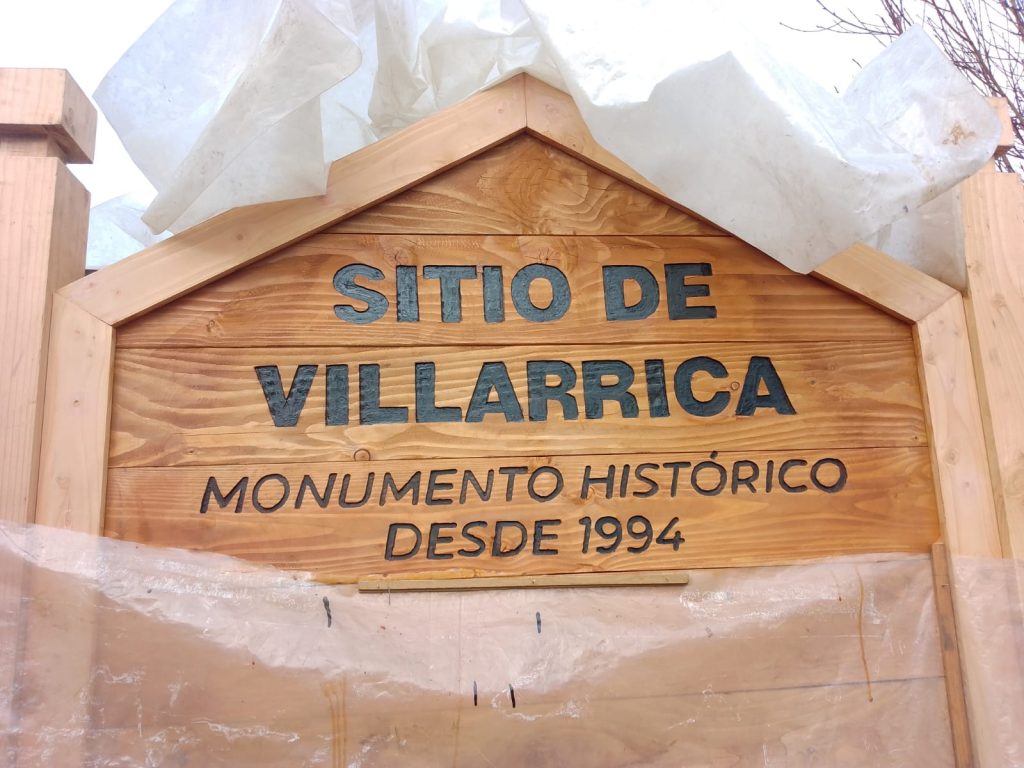 SITIO DE
VILLARRICA
MONUMENTO HISTÓRICO
DESDE 1994